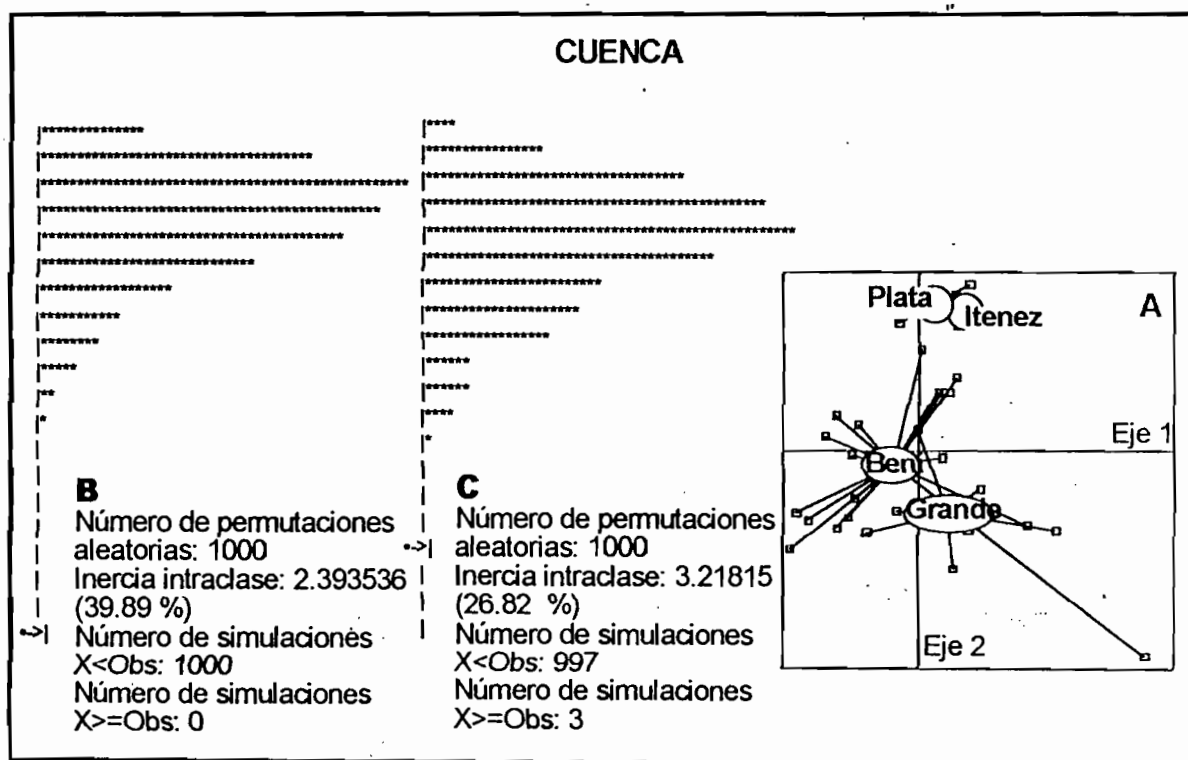 CUENCA
B
Número de permutaciones
aleatorias: 1000
Inercia intraclase: 2.393536
(39.89 %)
Número de simulaciones
X<Obs: 1000
Número de simulaciones
X>=Obs: 0
C
Número de permutaciones
aleatorias: 1000
Inercia intraclase: 3.21815
(26.82 %)
Número de simulaciones
X<Obs: 997
Número de simulaciones
X>=Obs: 3
A
Plata
Itenez
Eje 1
Beni
Grande
Eje 2